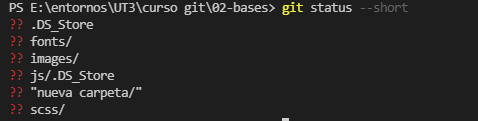 PS E:\entornos\UT3\curso git\02-bases> git status --short
?? .DS_Store
?? fonts/
?? images/
?? js/.DS_Store
?? "nueva carpeta/"
?? scss/